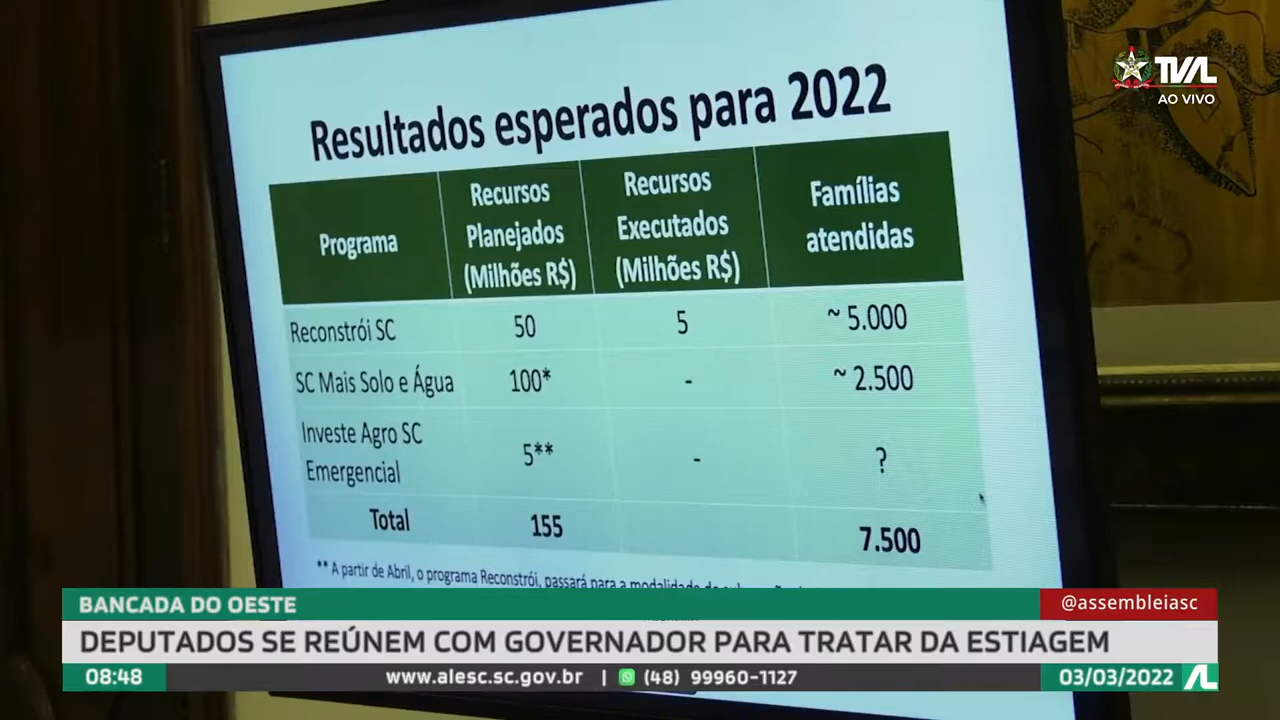 TVAL
AO VIVO
Resultados esperados para 2022
Programa
Recursos
Planejados
(Milhões R$)
Recursos
Executados
(Milhões R$)
Famílias
atendidas
Reconstrói SC 50 5 ~ 5.000
SC Mais Solo e Água 100* - ~ 2.500
Investe Agro SC
Emergencial 5** - ?
Total 155 7.500
** A partir de Abril, o programa Reconstrói, passará para a modalidade de
BANCADA DO OESTE @assembleiasc
DEPUTADOS SE REÚNEM COM GOVERNADOR PARA TRATAR DA ESTIAGEM
08:48 www.alesc.sc.gov.br | (48) 99960-1127 03/03/2022 AL